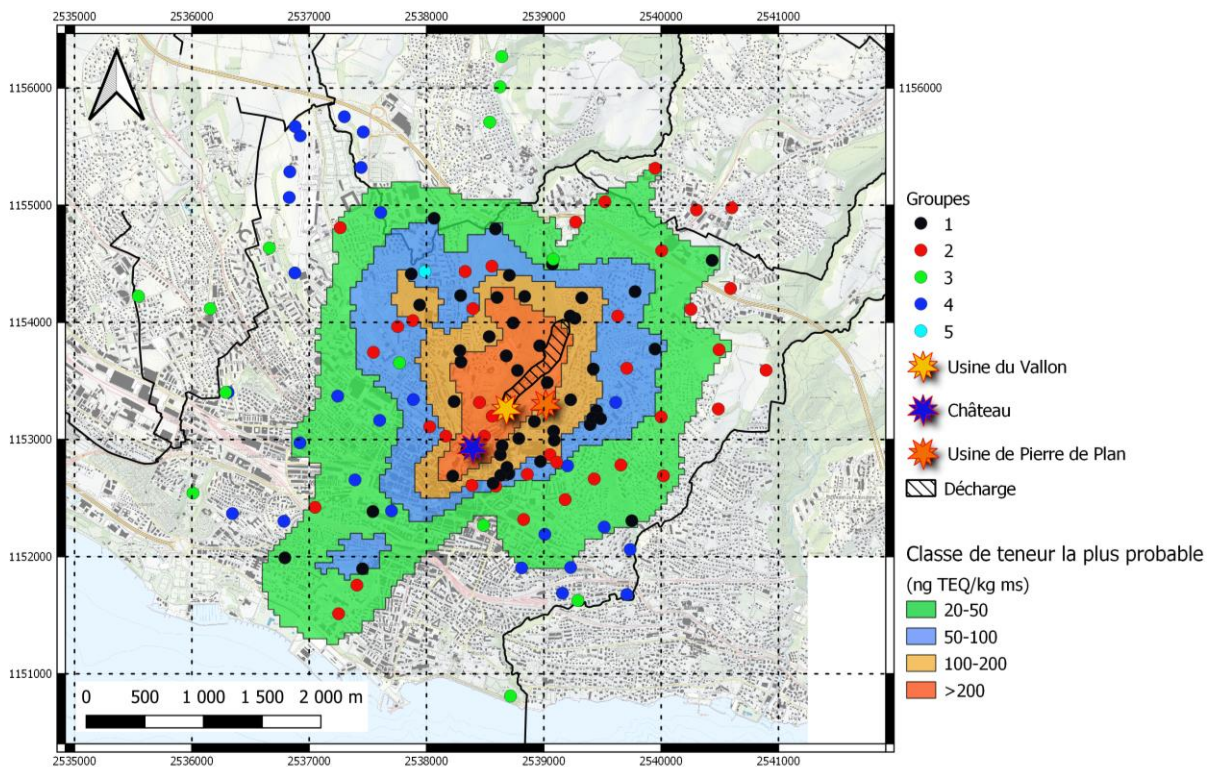 2535000 2536000 2537000 2538000 2539000 2540000 2541000
1156000 1156000
1155000
1154000
1153000
1152000
1151000
0 500 1 000 1 500 2 000 m
2535000 2536000 2537000 2538000 2539000 2540000 2541000
Groupes
1
2
3
4
5
Usine du Vallon
Château
Usine de Pierre de Plan
Décharge
Classe de teneur la plus probable
(ng TEQ/kg ms)
20-50
50-100
100-200
>200